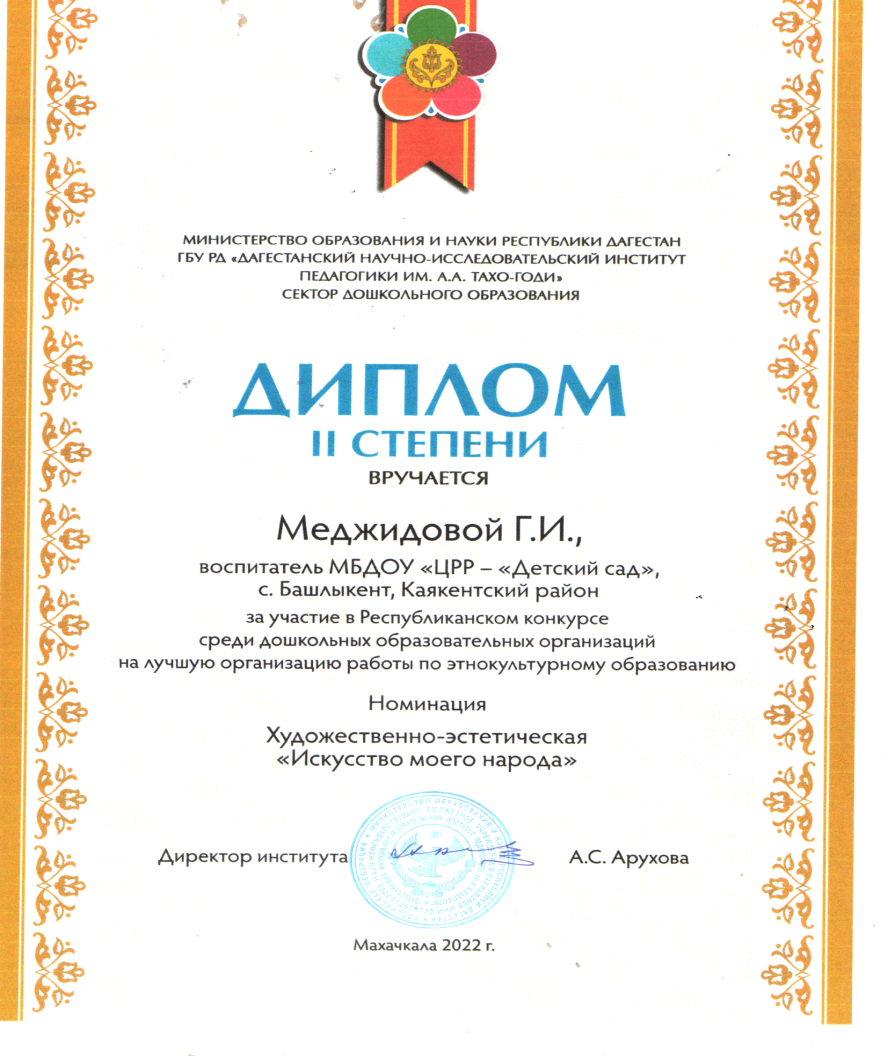 МИНИСТЕРСТВО ОБРАЗОВАНИЯ И НАУКИ РЕСПУБЛИКИ ДАГЕСТАН
ГБУ РД «ДАГЕСТАНСКИЙ НАУЧНО-ИССЛЕДОВАТЕЛЬСКИЙ ИНСТИТУТ
ПЕДАГОГИКИ ИМ. А.А. ТАХО-ГОДИ»
СЕКТОР ДОШКОЛЬНОГО ОБРАЗОВАНИЯ
ДИПЛОМ
II СТЕПЕНИ
ВРУЧАЕТСЯ
Меджидовой Г.И.,
воспитатель МБДОУ «ЦРР – «Детский сад»,
с. Башлыкент, Каякентский район
за участие в Республиканском конкурсе
среди дошкольных образовательных организаций
на лучшую организацию работы по этнокультурному образованию
Номинация
Художественно-эстетическая
«Искусство моего народа»
Директор института
А.С. Арухова
Махачкала 2022 г.